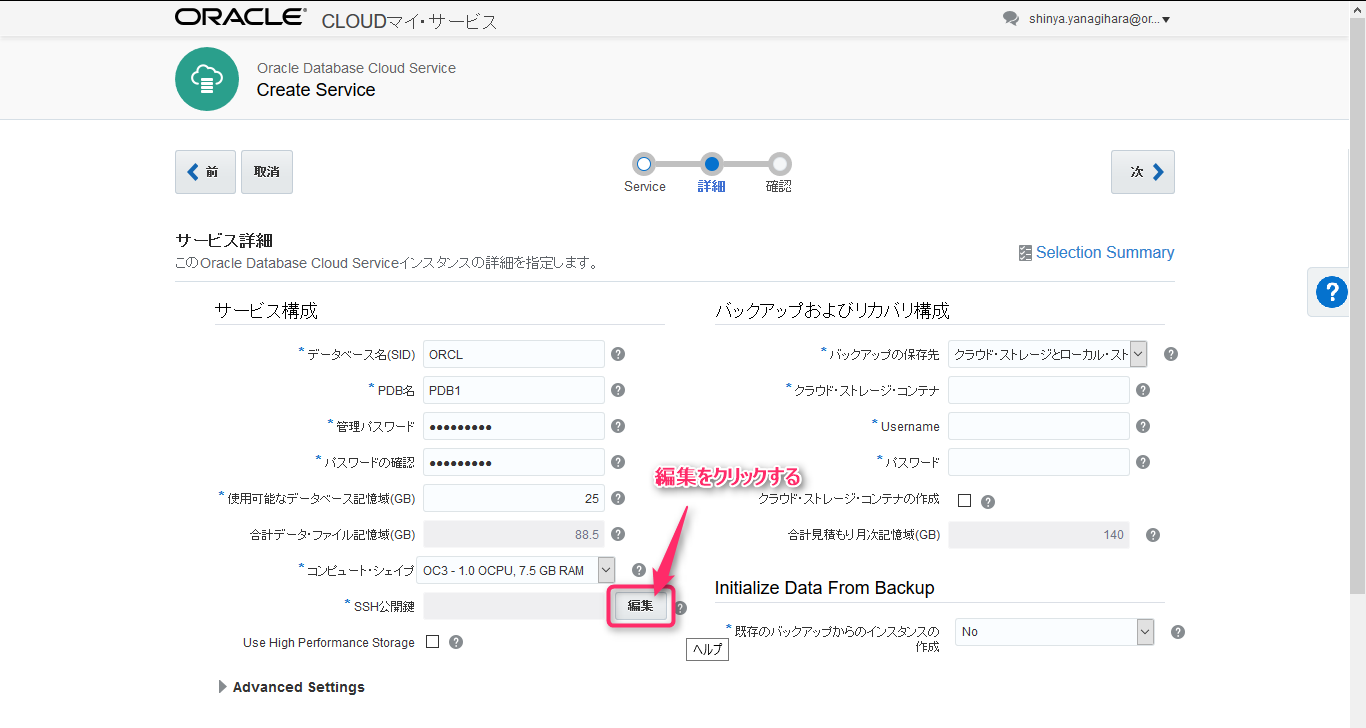 ORACLE® CLOUDマイ・サービス
shinya.yanagihara@or... ▼
Oracle Database Cloud Service
Create Service
前
取消
Service
詳細
確認
次
サービス詳細
このOracle Database Cloud Serviceインスタンスの詳細を指定します。
Selection Summary
?
サービス構成
* データベース名(SID) ORCL ?
* PDB名 PDB1 ?
* 管理パスワード ●●●●●●●●● ?
* パスワードの確認 ●●●●●●●●● ?
* 使用可能なデータベース記憶域(GB) 25 ?
合計データ・ファイル記憶域(GB) 88.5 ?
* コンピュート・シェイプ OC3 - 1.0 OCPU, 7.5 GB RAM ?
* SSH公開鍵 編集 ?
Use High Performance Storage ?
Advanced Settings
編集をクリックする
ヘルプ
バックアップおよびリカバリ構成
* バックアップの保存先 クラウド・ストレージとローカル・スト ?
* クラウド・ストレージ・コンテナ ?
* Username ?
* パスワード ?
クラウド・ストレージ・コンテナの作成 ?
合計見積もり月次記憶域(GB) 140 ?
Initialize Data From Backup
* 既存のバックアップからのインスタンスの No ?
作成